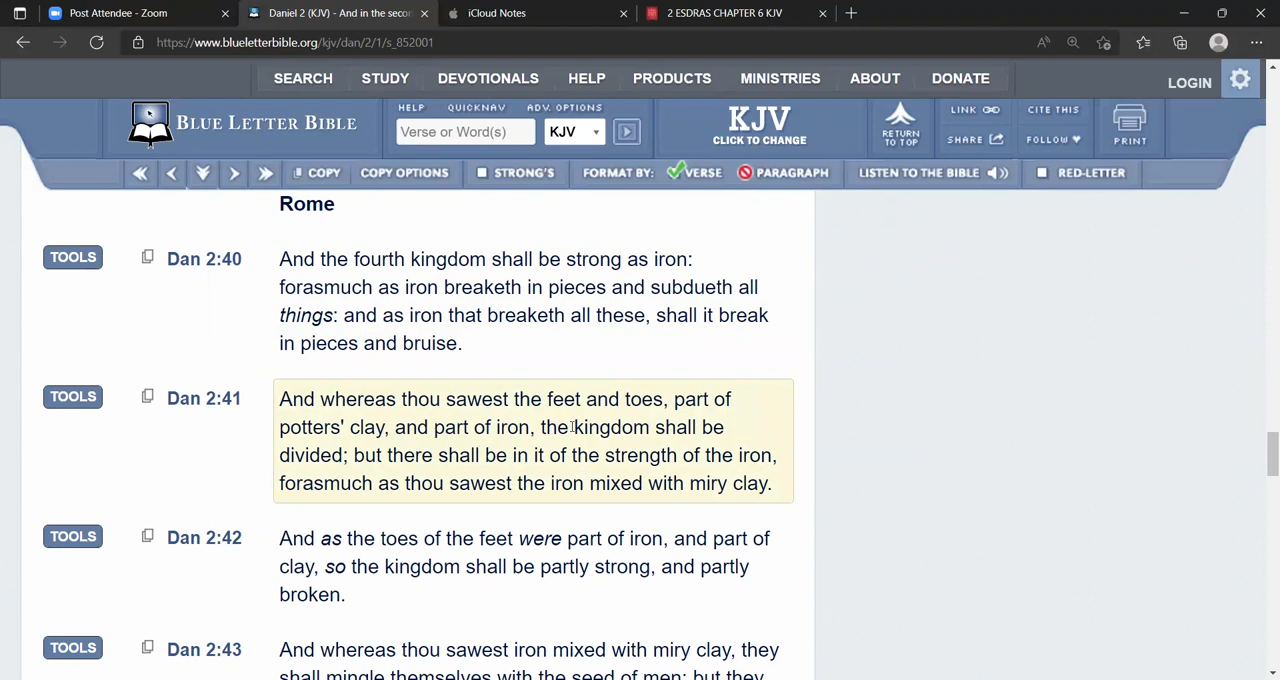 Post Attendee - Zoom
Daniel 2 (KJV) - And in the secon
iCloud Notes
2 ESDRAS CHAPTER 6 KJV
https://www.blueletterbible.org/kjv/dan/2/1/s_852001
SEARCH STUDY DEVOTIONALS HELP PRODUCTS MINISTRIES ABOUT DONATE LOGIN
BLUE LETTER BIBLE
HELP QUICKNAV ADV. OPTIONS
Verse or Word(s) KJV
KJV
CLICK TO CHANGE
RETURN
TO TOP
LINK CITE THIS
SHARE FOLLOW
PRINT
COPY COPY OPTIONS STRONG'S FORMAT BY: VERSE PARAGRAPH LISTEN TO THE BIBLE RED-LETTER
Rome
TOOLS Dan 2:40 And the fourth kingdom shall be strong as iron:
forasmuch as iron breaketh in pieces and subdueth all
things: and as iron that breaketh all these, shall it break
in pieces and bruise.
TOOLS Dan 2:41 And whereas thou sawest the feet and toes, part of
potters' clay, and part of iron, the kingdom shall be
divided; but there shall be in it of the strength of the iron,
forasmuch as thou sawest the iron mixed with miry clay.
TOOLS Dan 2:42 And as the toes of the feet were part of iron, and part of
clay, so the kingdom shall be partly strong, and partly
broken.
TOOLS Dan 2:43 And whereas thou sawest iron mixed with miry clay, they
shall mingle themselves with the seed of men: but they